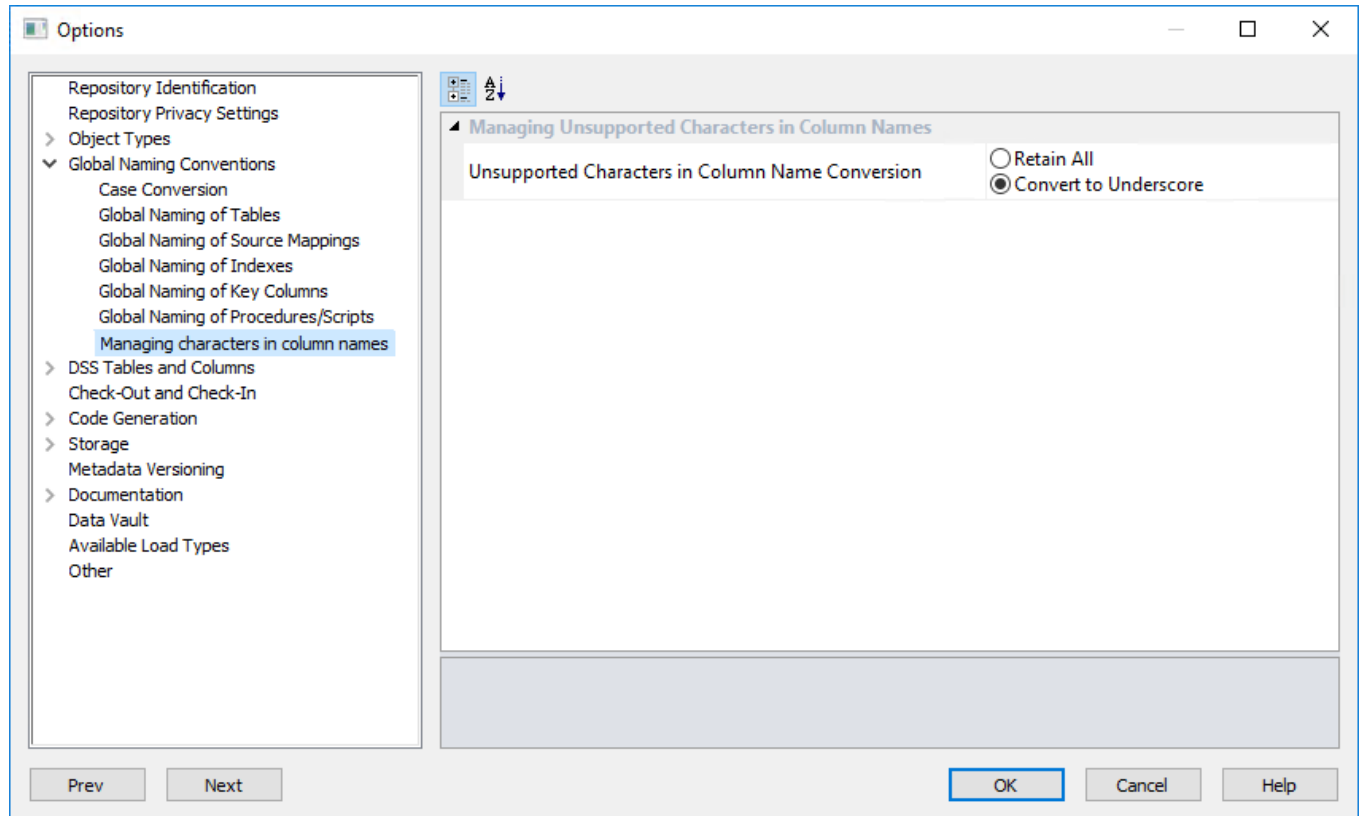 Options
Repository Identification
Repository Privacy Settings
Object Types
Global Naming Conventions
Case Conversion
Global Naming of Tables
Global Naming of Source Mappings
Global Naming of Indexes
Global Naming of Key Columns
Global Naming of Procedures/Scripts
Managing characters in column names
DSS Tables and Columns
Check-Out and Check-In
Code Generation
Storage
Metadata Versioning
Documentation
Data Vault
Available Load Types
Other
Managing Unsupported Characters in Column Names
Unsupported Characters in Column Name Conversion
Retain All
Convert to Underscore
Prev
Next
OK
Cancel
Help